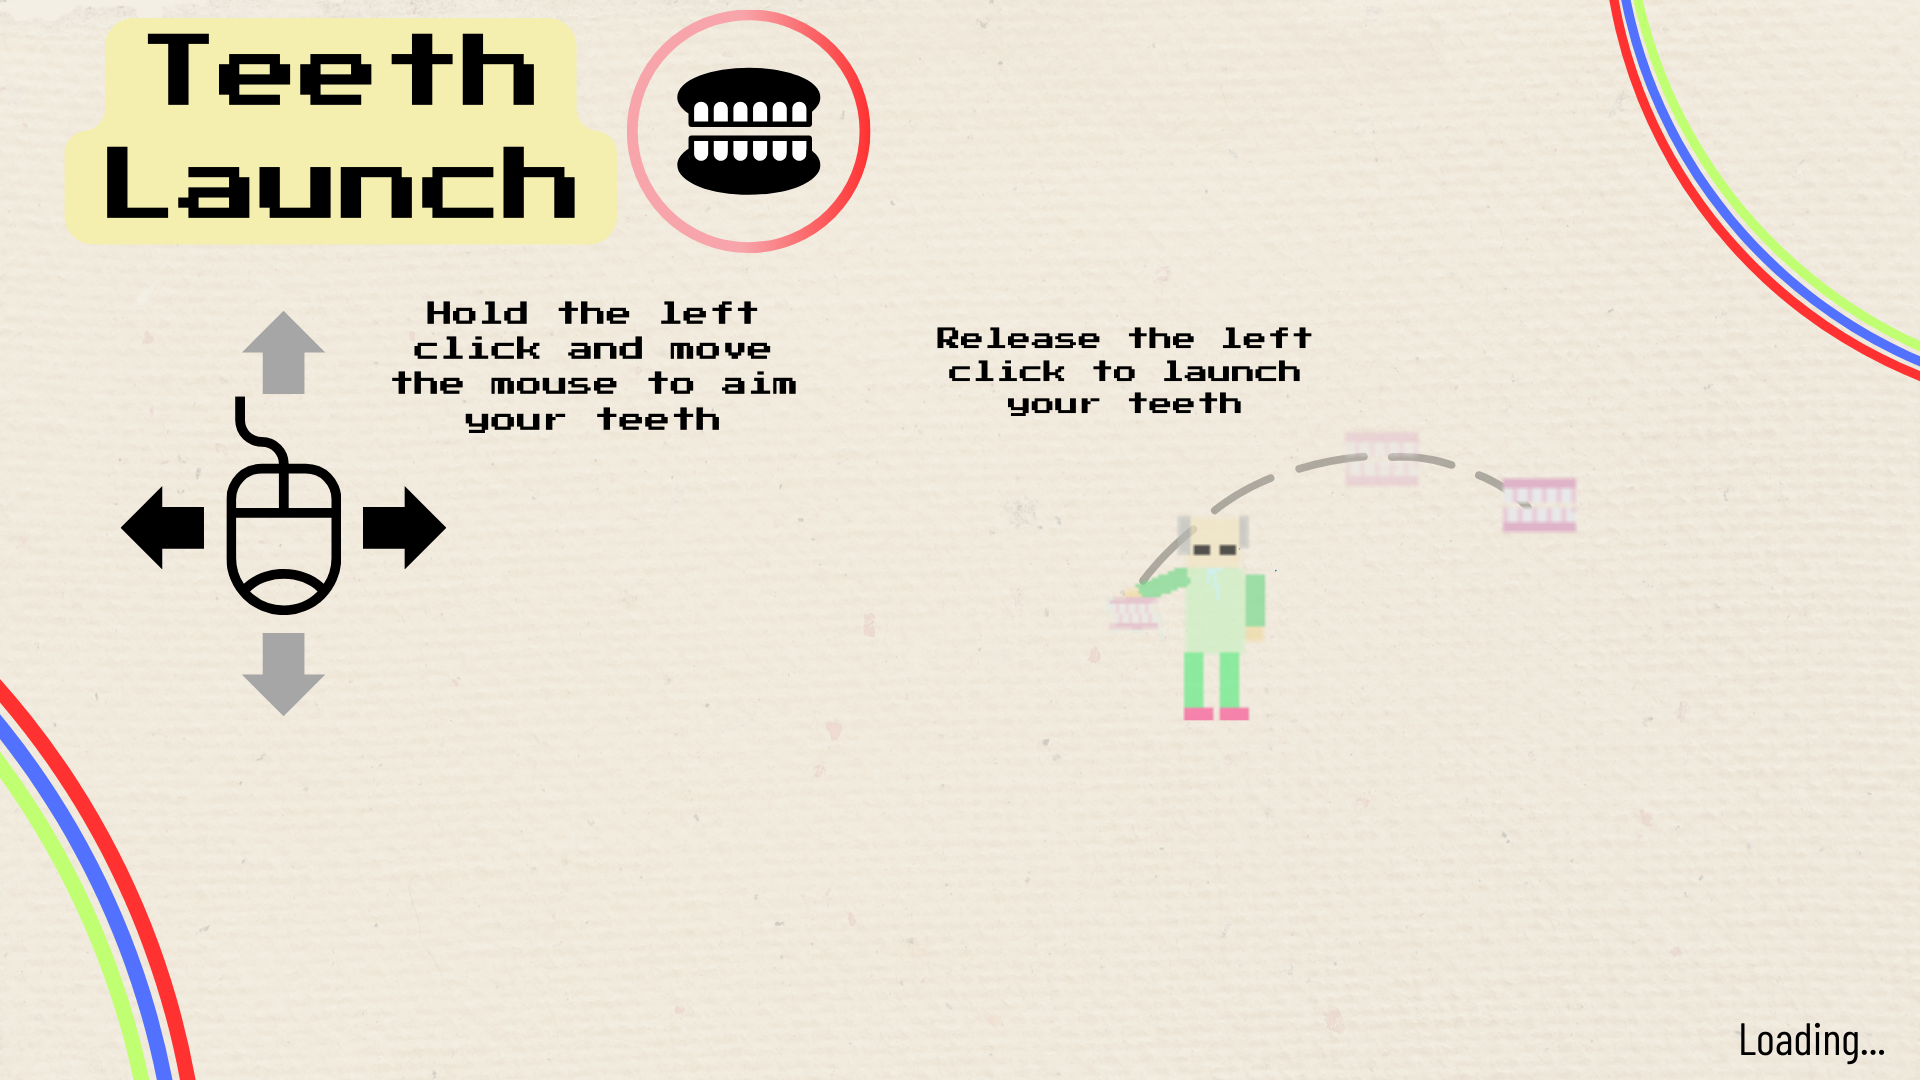 Teeth
Launch
Hold the left
click and move
the mouse to aim
your teeth
Release the left
click to launch
your teeth
Loading...